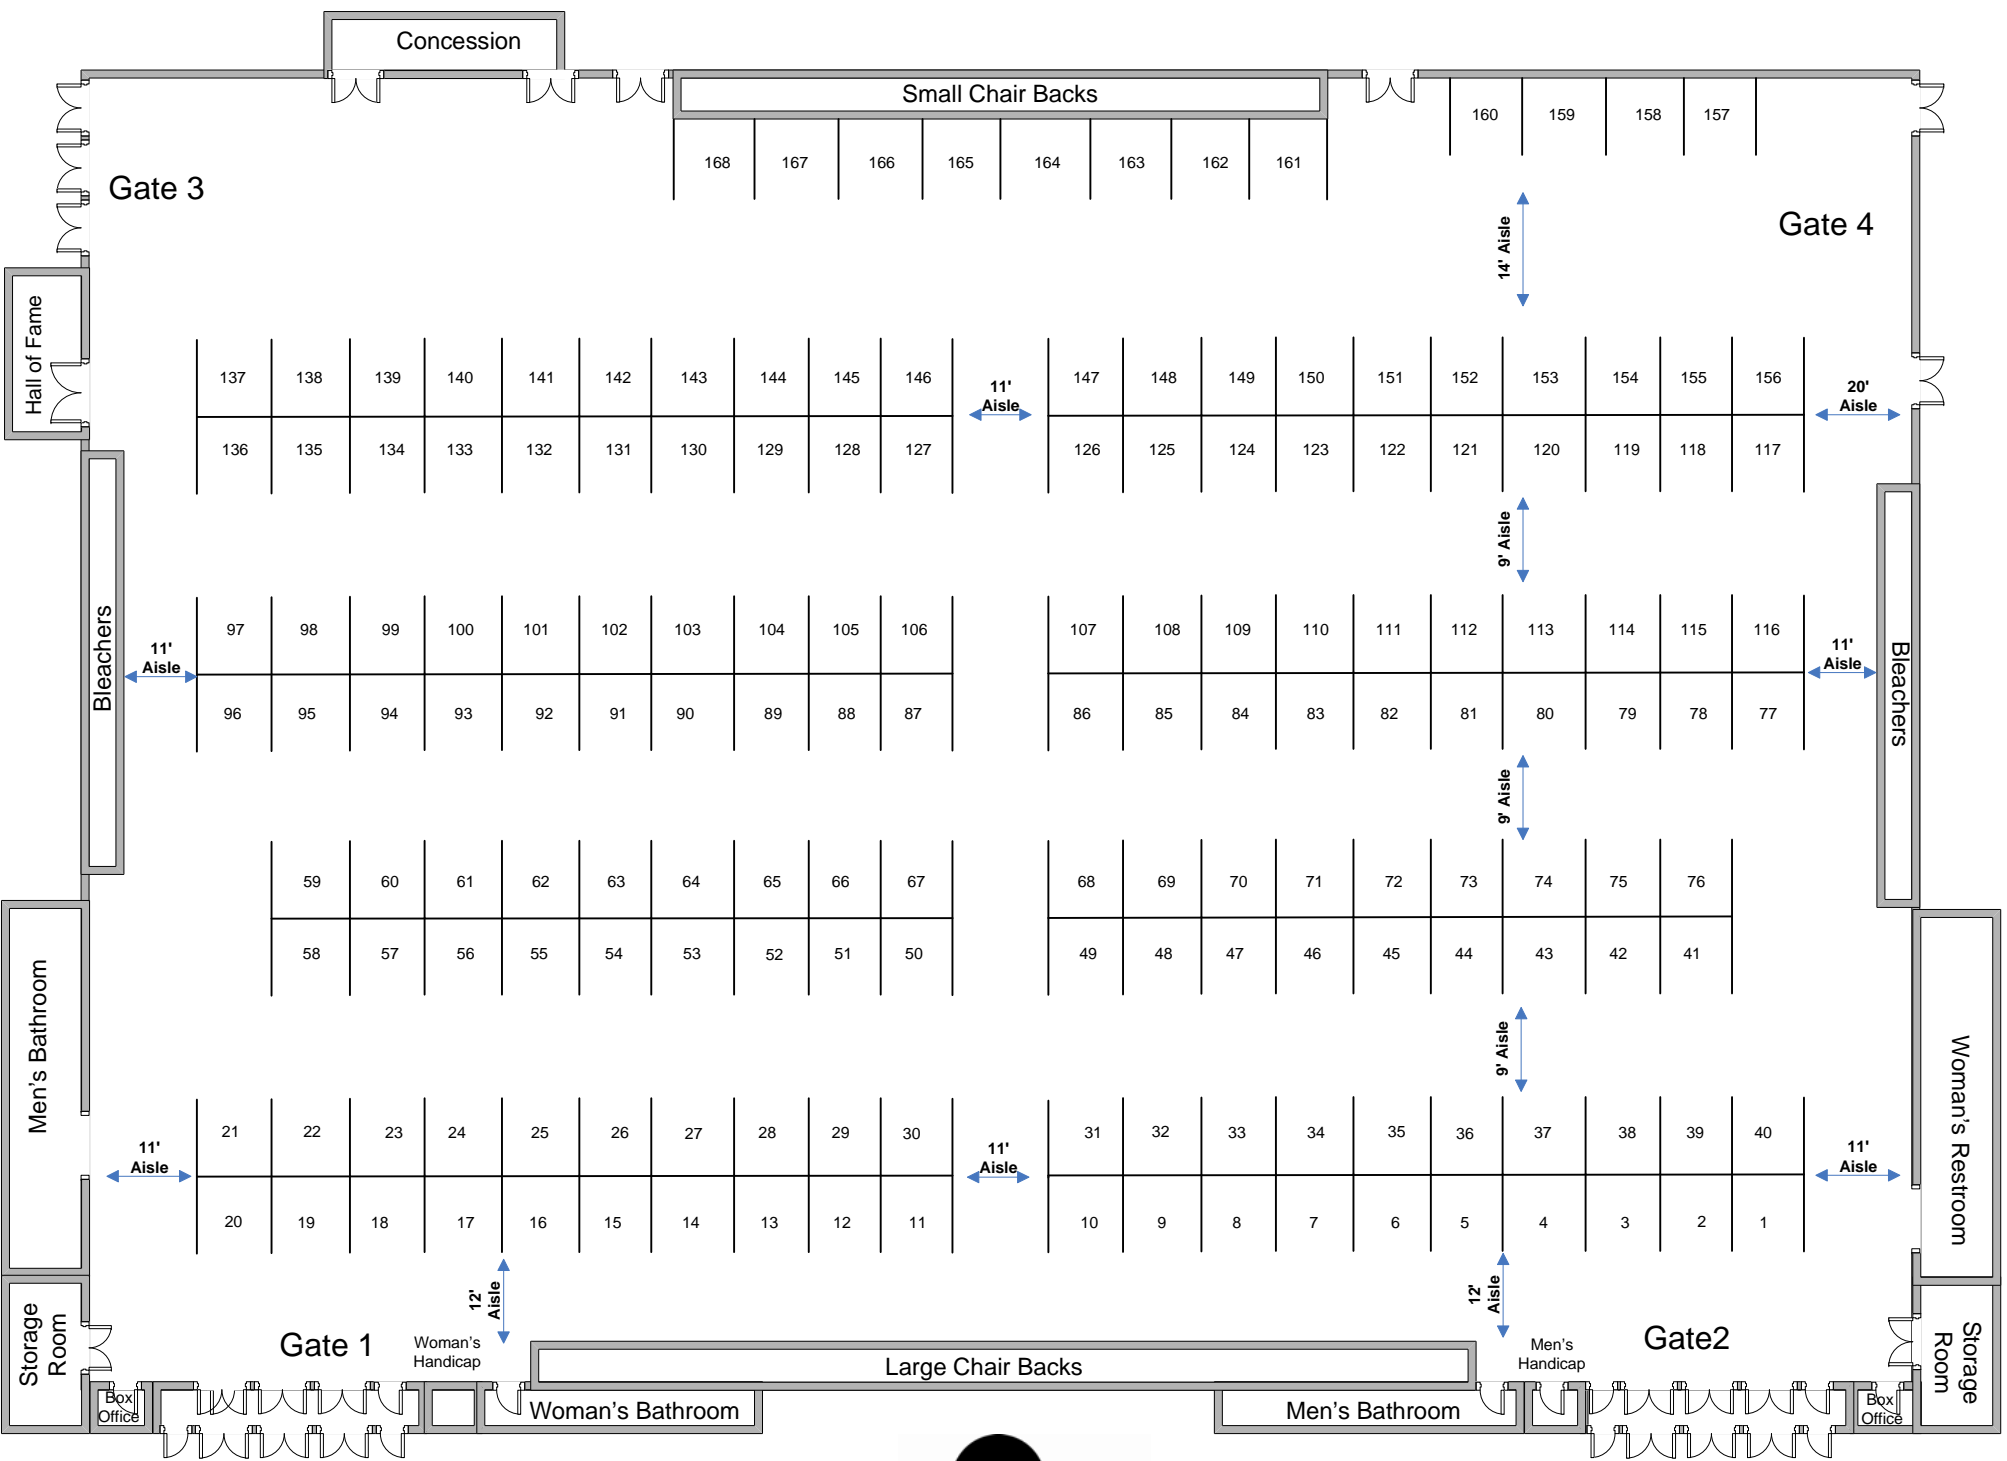 Concession
Small Chair Backs
160 159 158 157
168 167 166 165 164 163 162 161
Gate 3
Gate 4
14' Aisle
Hall of Fame
137 138 139 140 141 142 143 144 145 146
11'
Aisle
147 148 149 150 151 152 153 154 155 156
20'
Aisle
136 135 134 133 132 131 130 129 128 127
126 125 124 123 122 121 120 119 118 117
9' Aisle
Bleachers
11'
Aisle
97 98 99 100 101 102 103 104 105 106
107 108 109 110 111 112 113 114 115 116
11'
Aisle
Bleachers
96 95 94 93 92 91 90 89 88 87
86 85 84 83 82 81 80 79 78 77
9' Aisle
59 60 61 62 63 64 65 66 67
68 69 70 71 72 73 74 75 76
58 57 56 55 54 53 52 51 50
49 48 47 46 45 44 43 42 41
Men's Bathroom
9' Aisle
Woman's Restroom
11'
Aisle
21 22 23 24 25 26 27 28 29 30
11'
Aisle
31 32 33 34 35 36 37 38 39 40
11'
Aisle
20 19 18 17 16 15 14 13 12 11
10 9 8 7 6 5 4 3 2 1
12'
Aisle
12'
Aisle
Storage
Room
Gate 1
Woman's
Handicap
Large Chair Backs
Men's
Handicap
Gate2
Storage
Room
Box
Office
Woman's Bathroom
Men's Bathroom
Box
Office